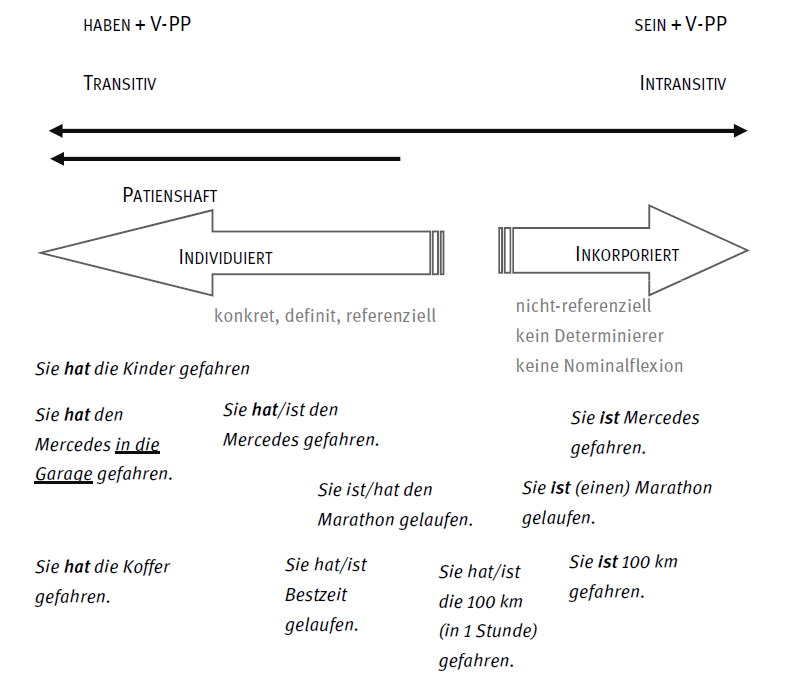 HABEN + V-PP
SEIN + V-PP
TRANSITIV
INTRANSITIV
PATIENSHAFT
INDIVIDUIERT
INKORPORIERT
konkret, definit, referenziell
nicht-referenziell
kein Determinierer
keine Nominalflexion
Sie hat die Kinder gefahren
Sie hat den
Mercedes in die
Garage gefahren.
Sie hat/ist den
Mercedes gefahren.
Sie ist Mercedes
gefahren.
Sie ist/hat den
Marathon gelaufen.
Sie ist (einen) Marathon
gelaufen.
Sie hat die Koffer
gefahren.
Sie hat/ist
Bestzeit
gelaufen.
Sie hat/ist
die 100 km
(in 1 Stunde)
gefahren.
Sie ist 100 km
gefahren.